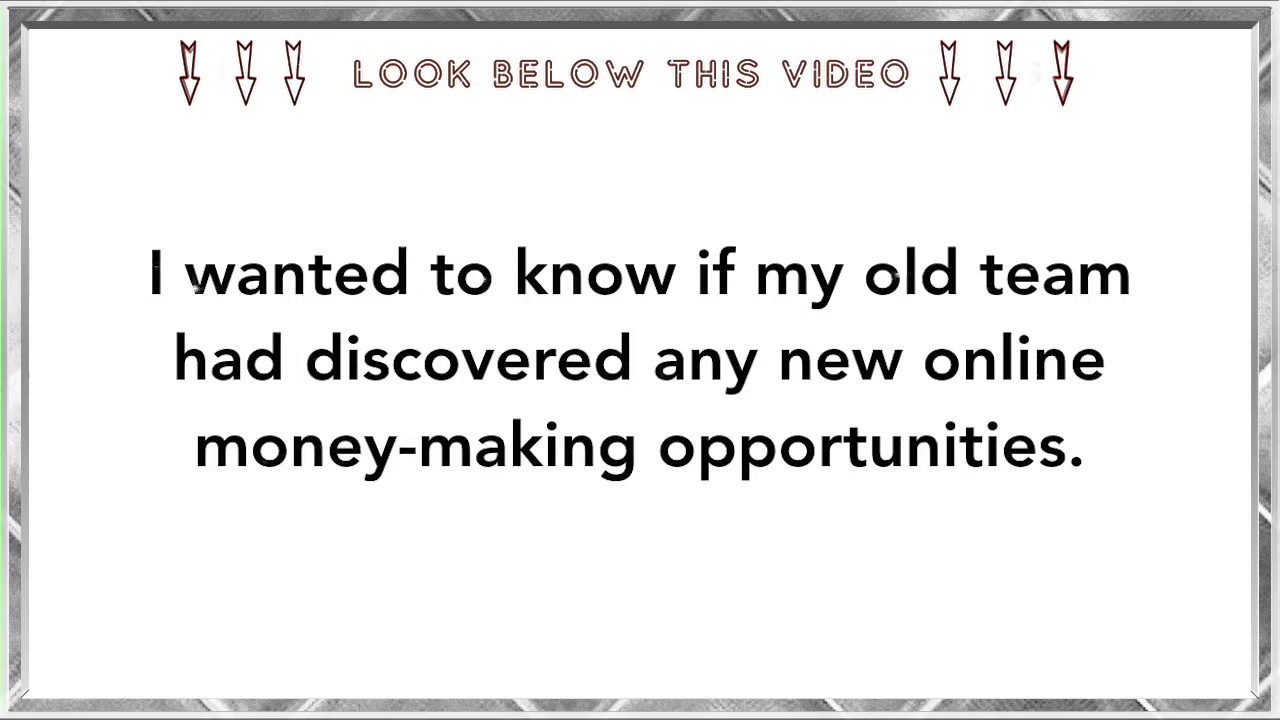 LOOK BELOW THIS VIDEO
I wanted to know if my old team
had discovered any new online
money-making opportunities.